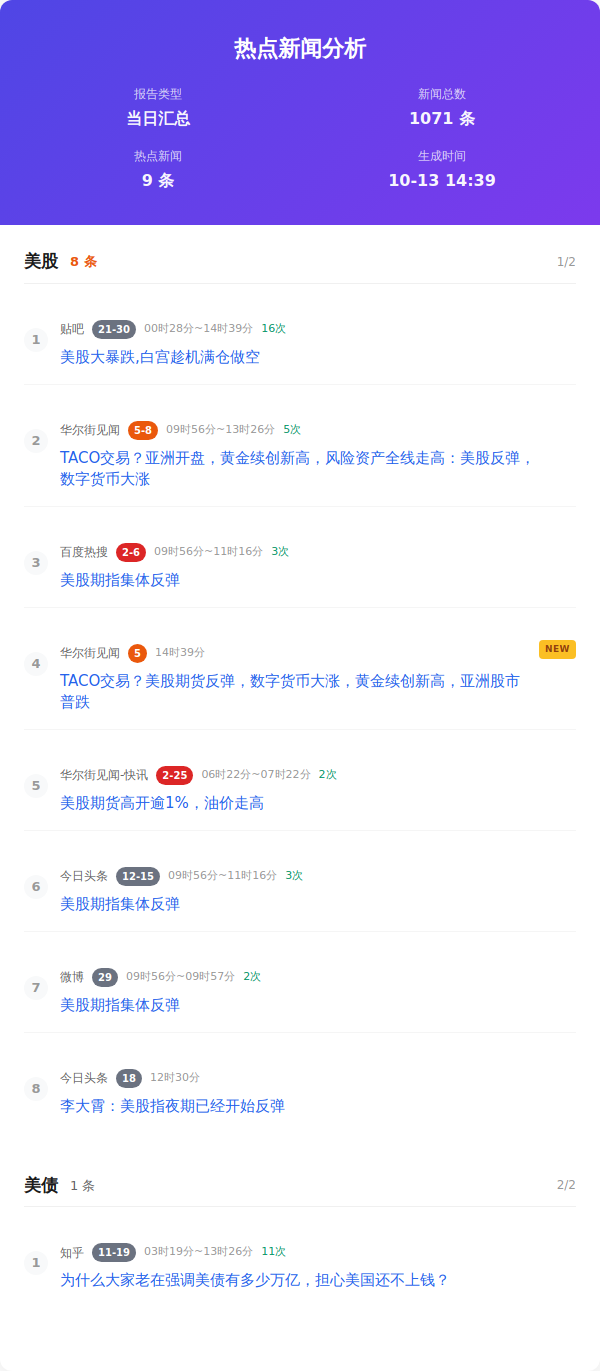 热点新闻分析
报告类型
新闻总数
当日汇总
1071 条
热点新闻
生成时间
9 条
10-13 14:39
美股 8 条 1/2
1
贴吧 21-30 00时28分~14时39分 16次
美股大暴跌,白宫趁机满仓做空
2
华尔街见闻 5-8 09时56分~13时26分 5次
TACO交易？亚洲开盘，黄金续创新高，风险资产全线走高：美股反弹，
数字货币大涨
3
百度热搜 2-6 09时56分~11时16分 3次
美股期指集体反弹
4
华尔街见闻 5 14时39分 NEW
TACO交易？美股期货反弹，数字货币大涨，黄金续创新高，亚洲股市
普跌
5
华尔街见闻-快讯 2-25 06时22分~07时22分 2次
美股期货高开逾1%，油价走高
6
今日头条 12-15 09时56分~11时16分 3次
美股期指集体反弹
7
微博 29 09时56分~09时57分 2次
美股期指集体反弹
8
今日头条 18 12时30分
李大霄：美股指夜期已经开始反弹
美债 1 条 2/2
1
知乎 11-19 03时19分~13时26分 11次
为什么大家老在强调美债有多少万亿，担心美国还不上钱？